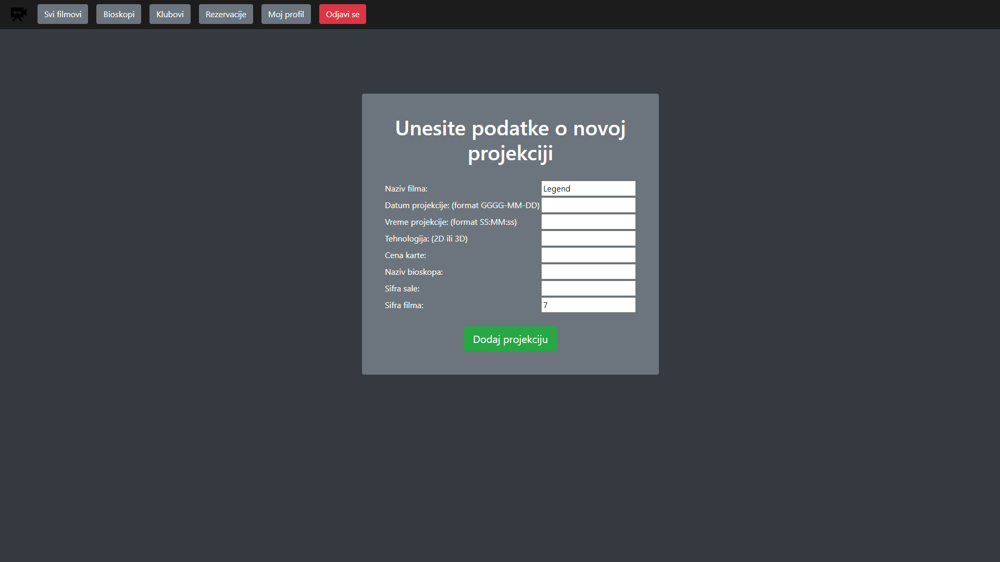 Svi filmovi Bioskopi Klubovi Rezervacije Moj profil Odjavi se
Unesite podatke o novoj
projekciji
Naziv filma: Legend
Datum projekcije: (format GGGG-MM-DD)
Vreme projekcije: (format SS:MM:ss)
Tehnologija: (2D ili 3D)
Cena karte:
Naziv bioskopa:
Sifra sale:
Sifra filma: 7
Dodaj projekciju